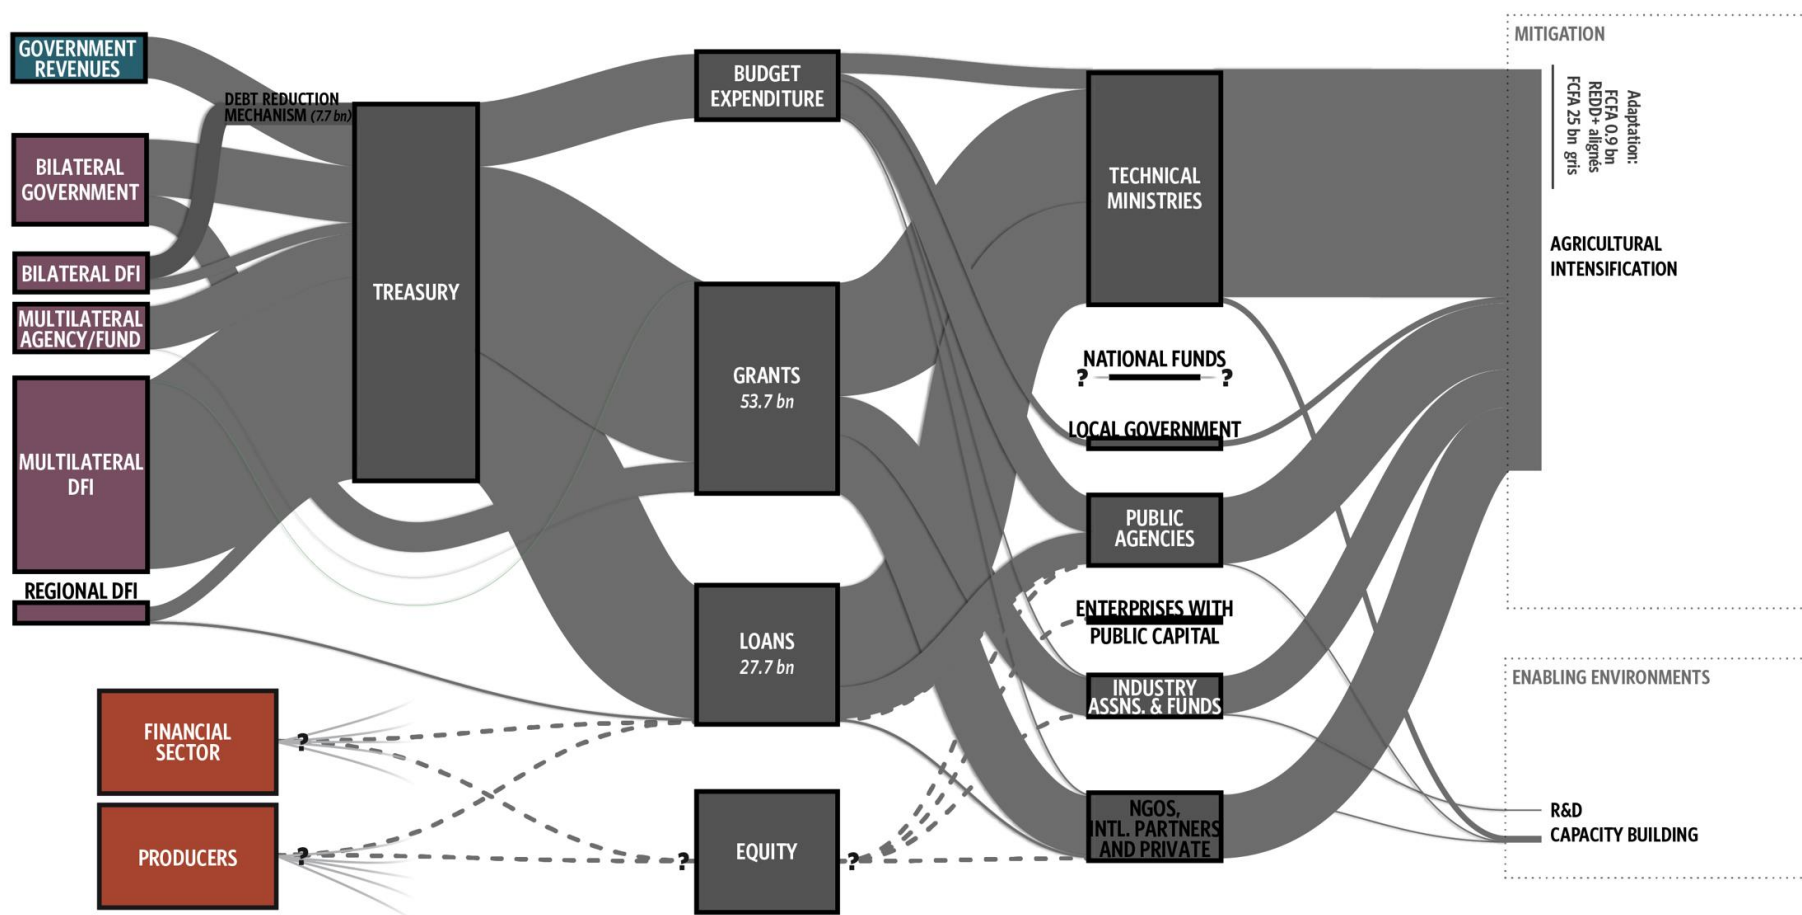 GOVERNMENT
REVENUES
BILATERAL
GOVERNMENT
BILATERAL DFI
MULTILATERAL
AGENCY/FUND
MULTILATERAL
DFI
REGIONAL DFI
FINANCIAL
SECTOR
?
PRODUCERS
?
DEBT REDUCTION
MECHANISM (7.7 bn)
TREASURY
BUDGET
EXPENDITURE
GRANTS
53.7 bn
LOANS
27.7 bn
?
EQUITY
?
TECHNICAL
MINISTRIES
NATIONAL FUNDS
? ?
LOCAL GOVERNMENT
PUBLIC
AGENCIES
ENTERPRISES WITH
PUBLIC CAPITAL
INDUSTRY
ASSNS. & FUNDS
NGOS,
INTL. PARTNERS
AND PRIVATE
MITIGATION
Adaptation:
FCFA 0.9 bn
REDD+ alignés
FCFA 25 bn gris
AGRICULTURAL
INTENSIFICATION
ENABLING ENVIRONMENTS
R&D
CAPACITY BUILDING